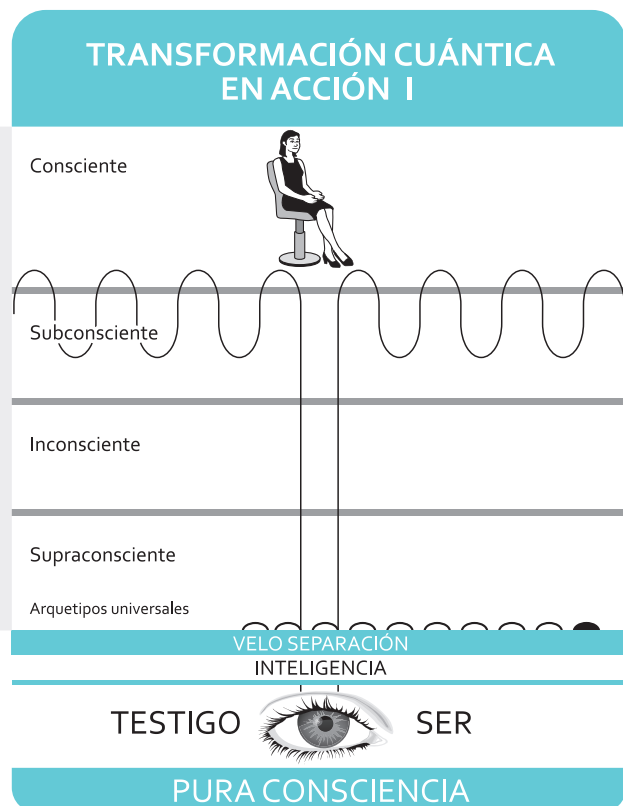 TRANSFORMACIÓN CUÁNTICA
EN ACCIÓN I
Consciente
Subconsciente
Inconsciente
Supraconsciente
Arquetipos universales
VELO SEPARACIÓN
INTELIGENCIA
TESTIGO SER
PURA CONSCIENCIA